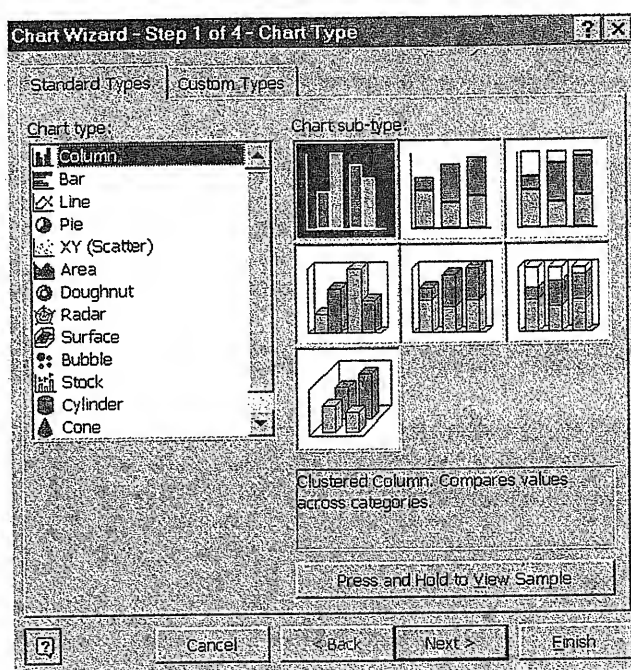 Chart Wizard - Step 1 of 4 - Chart Type
Standard Types
Custom Types
Chart type:
Column
Bar
Line
Pie
XY (Scatter)
Area
Doughnut
Radar
Surface
Bubble
Stock
Cylinder
Cone
Chart sub-type:
Clustered Column. Compares values
across categories.
Press and Hold to View Sample
Cancel
< Back
Next >
Finish